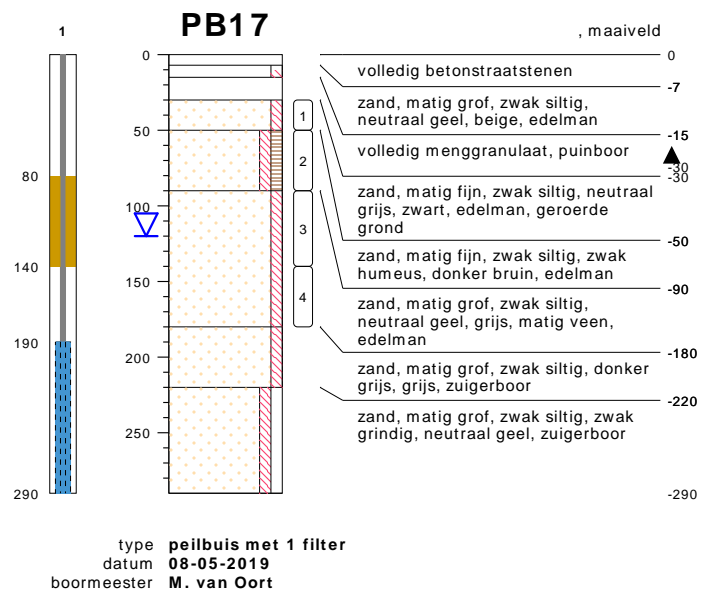 1
PB17
, maaiveld
0
0
volledig betonstraatstenen
-7
zand, matig grof, zwak siltig,
neutraal geel, beige, edelman
-15
volledig menggranulaat, puinboor
-30
-30
zand, matig fijn, zwak siltig, neutraal
grijs, zwart, edelman, geroerde
grond
-50
zand, matig fijn, zwak siltig, zwak
humeus, donker bruin, edelman
-90
zand, matig grof, zwak siltig,
neutraal geel, grijs, matig veen,
edelman
-180
zand, matig grof, zwak siltig, donker
grijs, grijs, zuigerboor
-220
zand, matig grof, zwak siltig, zwak
grindig, neutraal geel, zuigerboor
-290
50
100
150
200
250
1
2
3
4
80
140
190
290
type peilbuis met 1 filter
datum 08-05-2019
boormeester M. van Oort